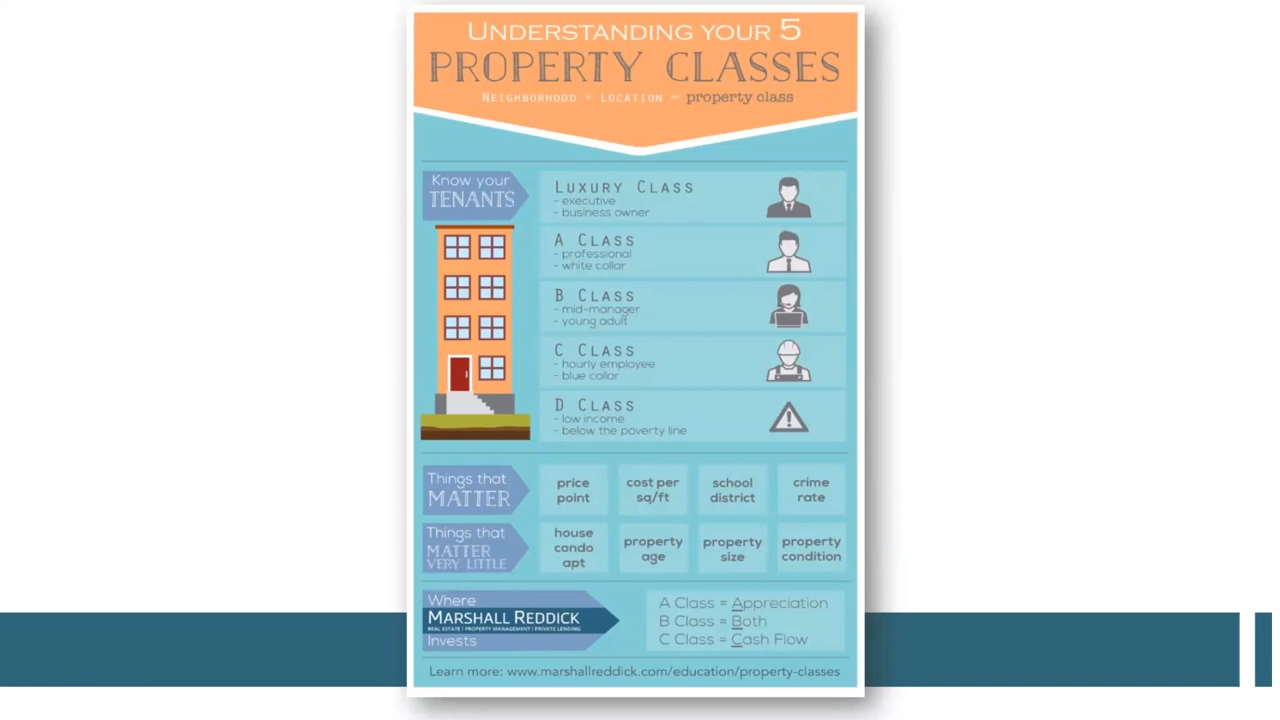 Understanding your 5
PROPERTY CLASSES
Neighborhood + Location = property class
Know your
TENANTS
Luxury Class
- executive
- business owner
A Class
- professional
- white collar
B Class
- mid-manager
- young adult
C Class
- hourly employee
- blue collar
D Class
- low income
- below the poverty line
Things that
MATTER
price
point
cost per
sq/ft
school
district
crime
rate
Things that
MATTER
VERY LITTLE
house
condo
apt
property
age
property
size
property
condition
Where
MARSHALL REDDICK
REAL ESTATE | PROPERTY MANAGEMENT | PRIVATE LENDING
Invests
A Class = Appreciation
B Class = Both
C Class = Cash Flow
Learn more: www.marshallreddick.com/education/property-classes